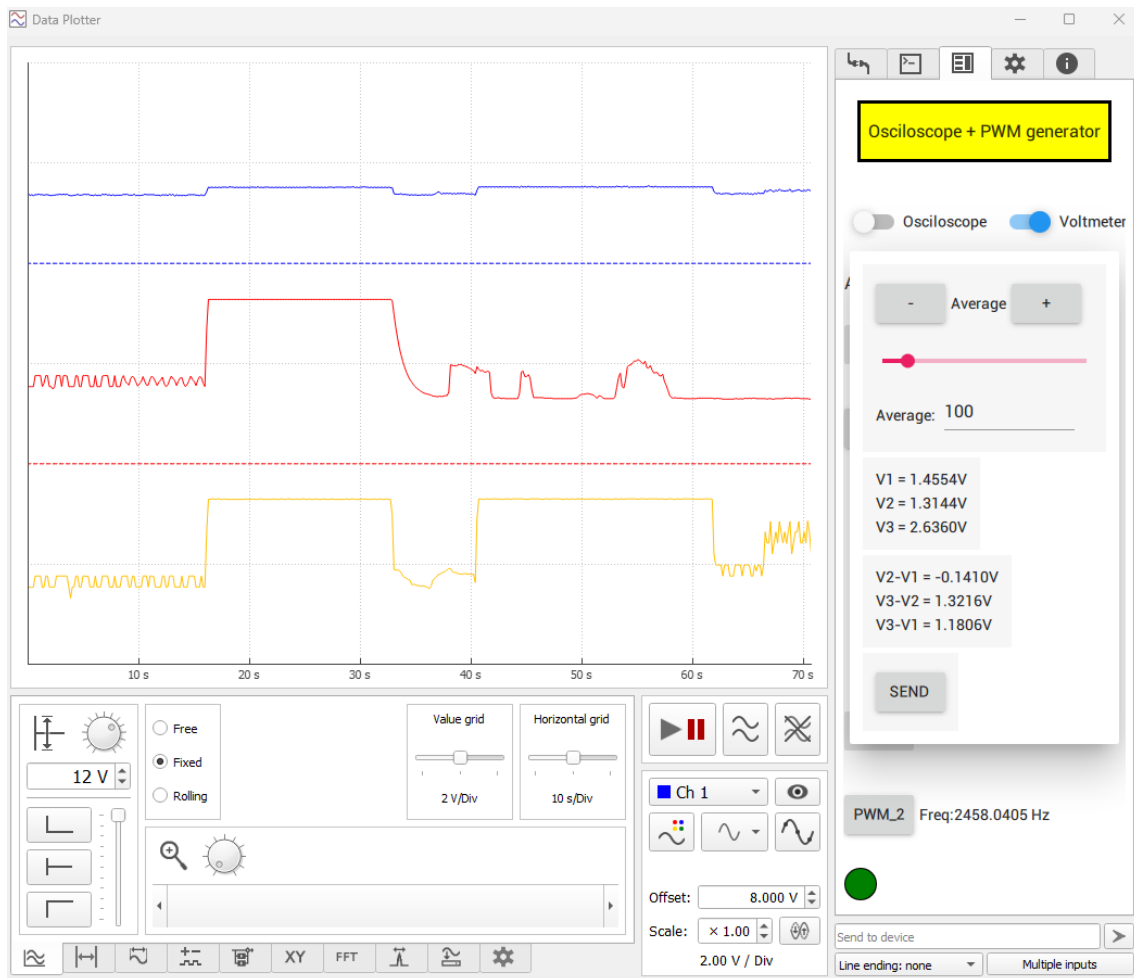 Data Plotter
10 s
20 s
30 s
40 s
50 s
60 s
70 s
12 V
Free
Fixed
Rolling
Value grid
2 V/Div
Horizontal grid
10 s/Div
XY
FFT
Ch 1
Offset: 8.000 V
Scale: × 1.00
2.00 V / Div
Osciloscope + PWM generator
Osciloscope
Voltmeter
- Average +
Average: 100
V1 = 1.4554V
V2 = 1.3144V
V3 = 2.6360V
V2-V1 = -0.1410V
V3-V2 = 1.3216V
V3-V1 = 1.1806V
SEND
PWM_2 Freq:2458.0405 Hz
Send to device
Line ending: none
Multiple inputs